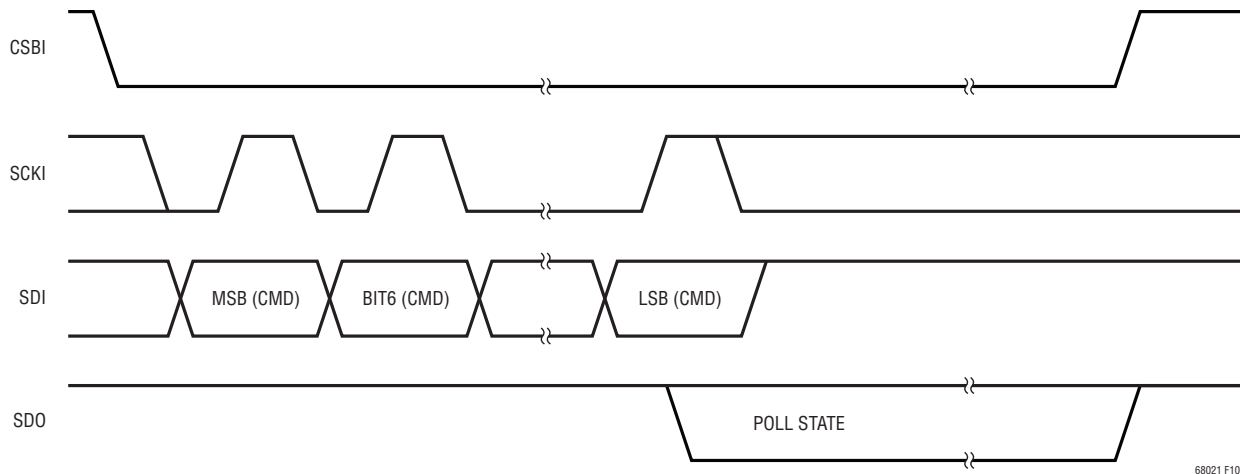 CSBI
SCKI
SDI
MSB (CMD)
BIT6 (CMD)
LSB (CMD)
SDO
POLL STATE
68021 F10